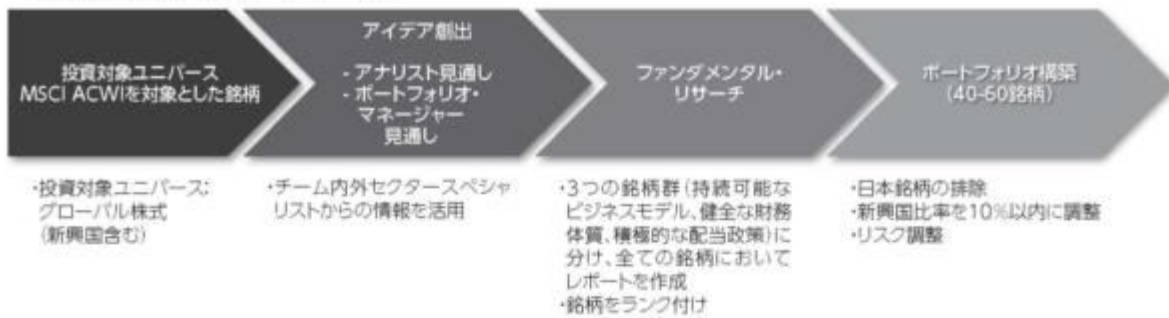 投資対象ユニバース
MSCI ACWIを対象とした銘柄
アイデア創出
- アナリスト見通し
- ポートフォリオ・
マネージャー
見通し
ファンダメンタル・
リサーチ
ポートフォリオ構築
(40-60銘柄)
・投資対象ユニバース:
グローバル株式
(新興国含む)
・チーム内外セクタースペシャ
リストからの情報を活用
・3つの銘柄群(持続可能な
ビジネスモデル、健全な財務
体質、積極的な配当政策)に
分け、全ての銘柄において
レポートを作成
・銘柄をランク付け
・日本銘柄の排除
・新興国比率を10%以内に調整
・リスク調整